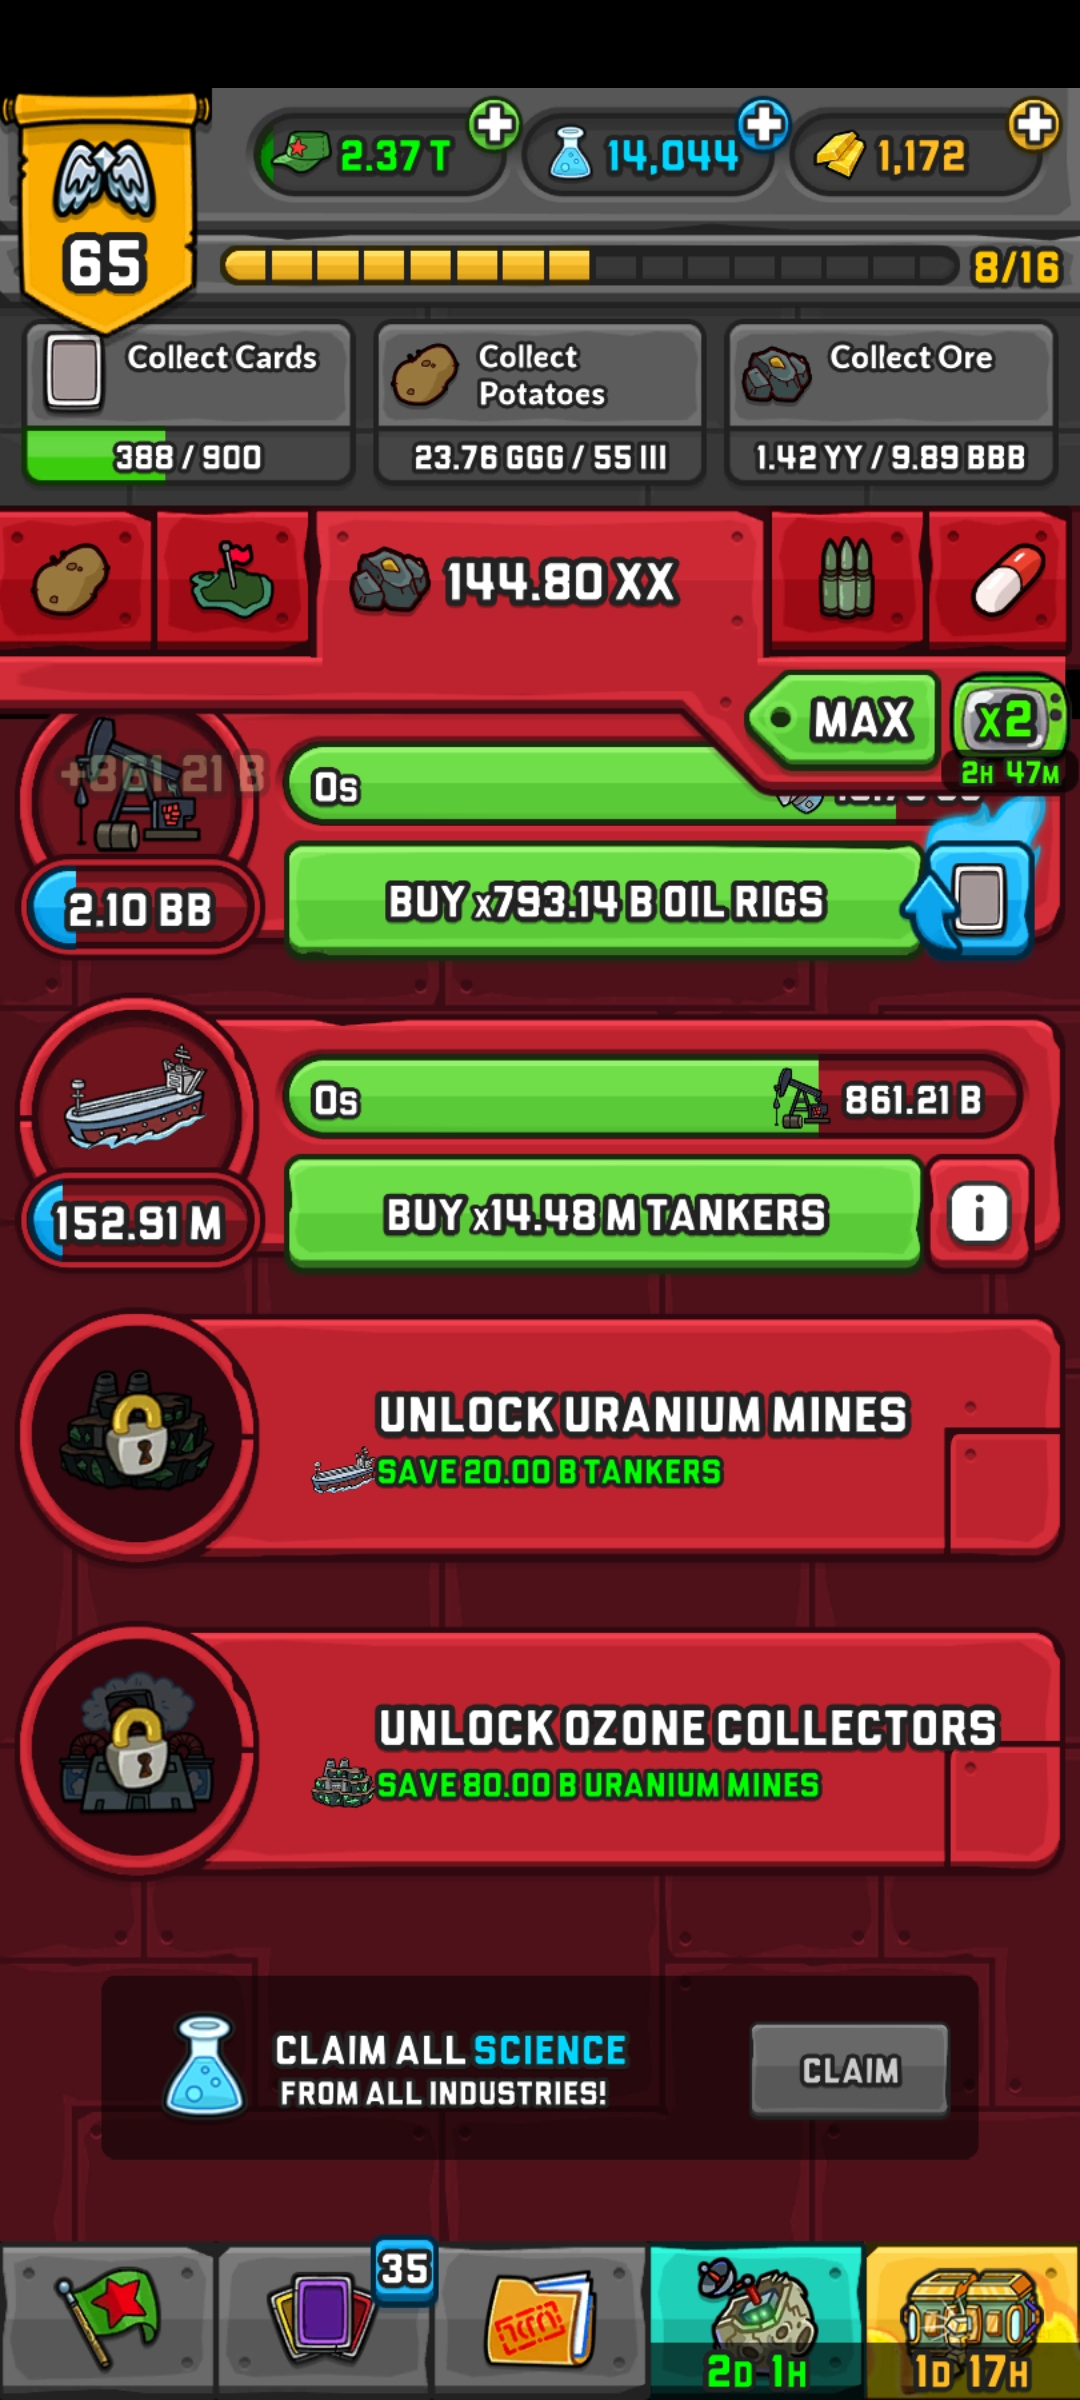 2.37 T
14,044
1,172
65
8/16
Collect Cards
388 / 900
Collect
Potatoes
23.76 GGG / 55 III
Collect Ore
1.42 YY / 9.89 BBB
144.80 XX
MAX
x2
2H 47M
+861.21 B
0s
2.10 BB
BUY x793.14 B OIL RIGS
0s
861.21 B
152.91 M
BUY x14.48 M TANKERS
i
UNLOCK URANIUM MINES
SAVE 20.00 B TANKERS
UNLOCK OZONE COLLECTORS
SAVE 80.00 B URANIUM MINES
CLAIM ALL SCIENCE
FROM ALL INDUSTRIES!
CLAIM
35
2D 1H
1D 17H